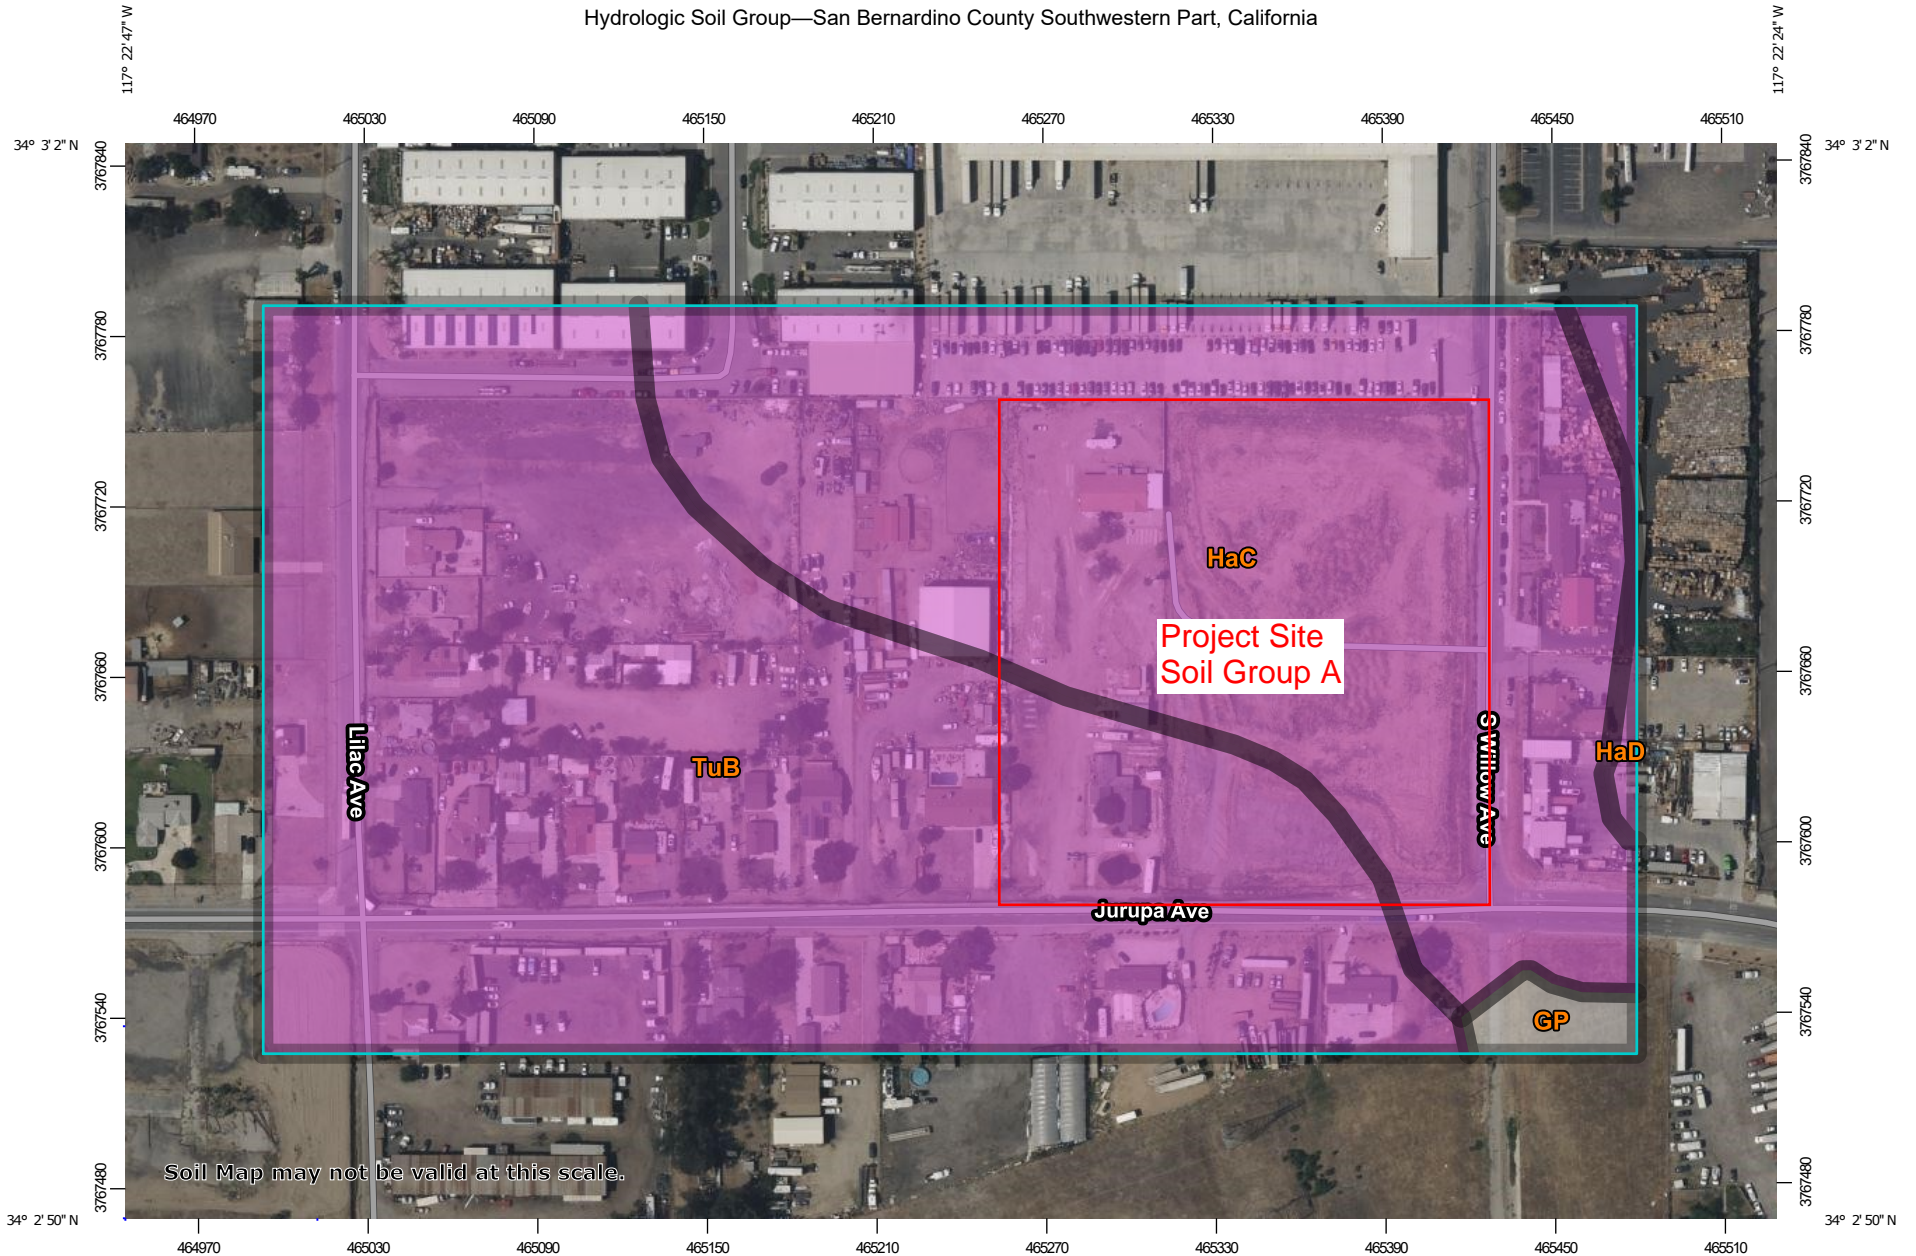 Hydrologic Soil Group—San Bernardino County Southwestern Part, California
117° 22' 47" W
117° 22' 24" W
464970 465030 465090 465150 465210 465270 465330 465390 465450 465510
34° 3' 2" N
34° 3' 2" N
3767840
3767840
3767780
3767780
3767720
3767720
HaC
Project Site
Soil Group A
3767660
3767660
Lilac Ave
S Willow Ave
HaD
TuB
3767600
3767600
Jurupa Ave
3767540
3767540
GP
Soil Map may not be valid at this scale.
3767480
3767480
34° 2' 50" N
34° 2' 50" N
464970 465030 465090 465150 465210 465270 465330 465390 465450 465510